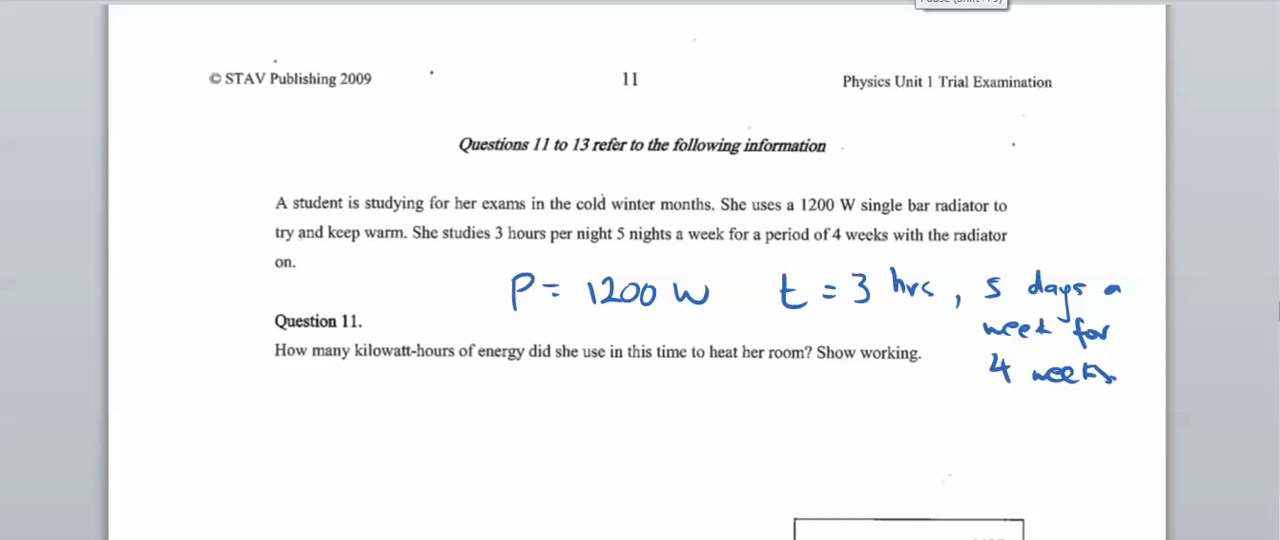 © STAV Publishing 2009 11 Physics Unit 1 Trial Examination
Questions 11 to 13 refer to the following information
A student is studying for her exams in the cold winter months. She uses a 1200 W single bar radiator to
try and keep warm. She studies 3 hours per night 5 nights a week for a period of 4 weeks with the radiator
on.
P = 1200 W t = 3 hrs, 5 days a
week for
4 weeks.
Question 11.
How many kilowatt-hours of energy did she use in this time to heat her room? Show working.